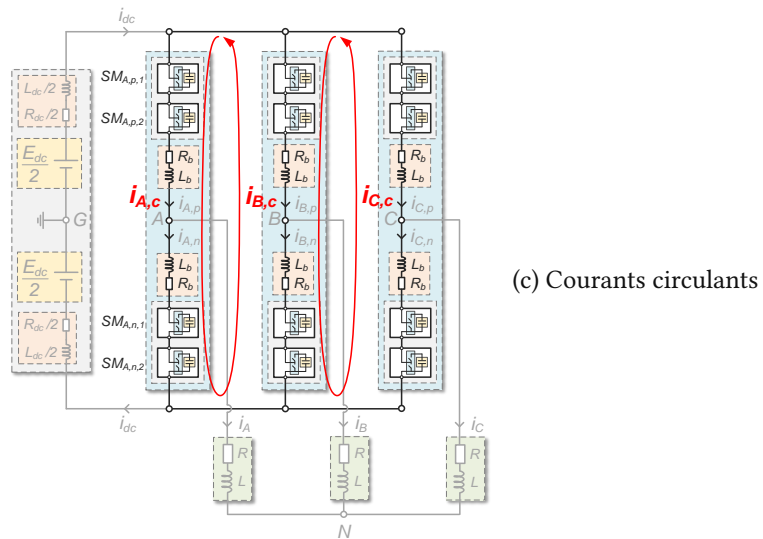 i_dc
SM_A,p,1
SM_A,p,2
L_dc/2
R_dc/2
E_dc
2
R_b
L_b
R_b
L_b
R_b
L_b
i_A,c
i_B,c
i_C,c
i_A,p
i_B,p
i_C,p
G
A
B
C
i_A,n
i_B,n
i_C,n
E_dc
2
L_b
R_b
L_b
R_b
L_b
R_b
(c) Courants circulants
R_dc/2
L_dc/2
SM_A,n,1
SM_A,n,2
i_dc
i_A
i_B
i_C
R
L
R
L
R
L
N